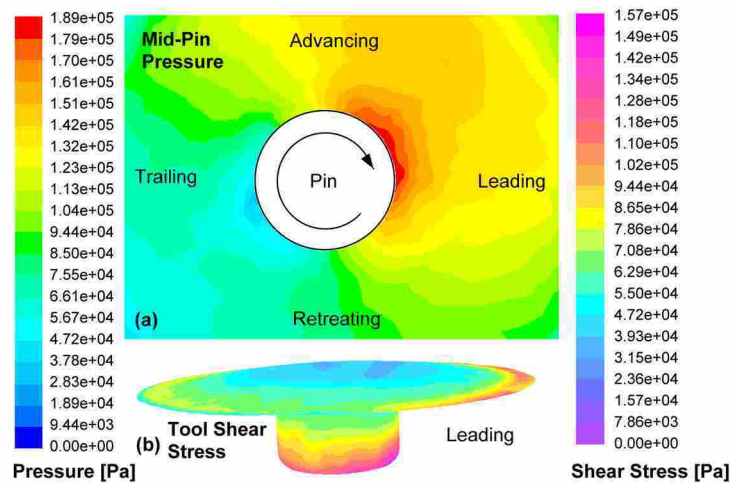 1.89e+05
1.79e+05
1.70e+05
1.61e+05
1.51e+05
1.42e+05
1.32e+05
1.23e+05
1.13e+05
1.04e+05
9.44e+04
8.50e+04
7.55e+04
6.61e+04
5.67e+04
4.72e+04
3.78e+04
2.83e+04
1.89e+04
9.44e+03
0.00e+00
Pressure [Pa]
Mid-Pin
Pressure
Advancing
Trailing
Pin
Leading
(a)
Retreating
(b)
Tool Shear
Stress
Leading
1.57e+05
1.49e+05
1.42e+05
1.34e+05
1.26e+05
1.18e+05
1.10e+05
1.02e+05
9.44e+04
8.65e+04
7.86e+04
7.08e+04
6.29e+04
5.50e+04
4.72e+04
3.93e+04
3.15e+04
2.36e+04
1.57e+04
7.86e+03
0.00e+00
Shear Stress [Pa]